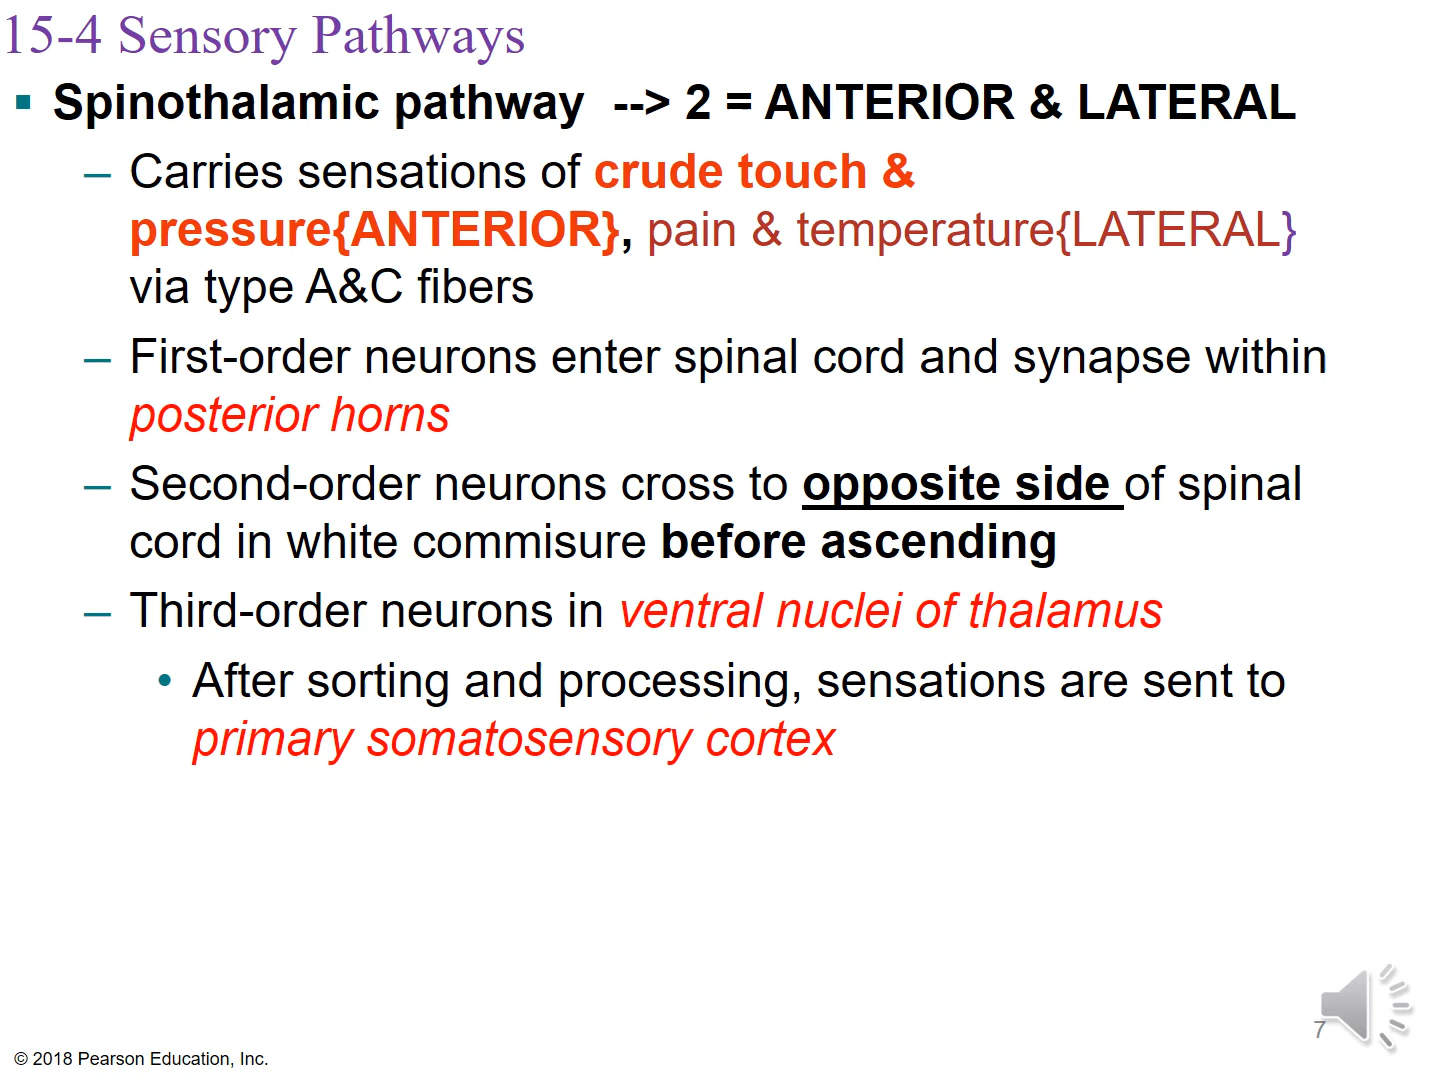 15-4 Sensory Pathways
▪ Spinothalamic pathway --> 2 = ANTERIOR & LATERAL
– Carries sensations of crude touch &
pressure{ANTERIOR}, pain & temperature{LATERAL}
via type A&C fibers
– First-order neurons enter spinal cord and synapse within
posterior horns
– Second-order neurons cross to opposite side of spinal
cord in white commisure before ascending
– Third-order neurons in ventral nuclei of thalamus
• After sorting and processing, sensations are sent to
primary somatosensory cortex
7
© 2018 Pearson Education, Inc.